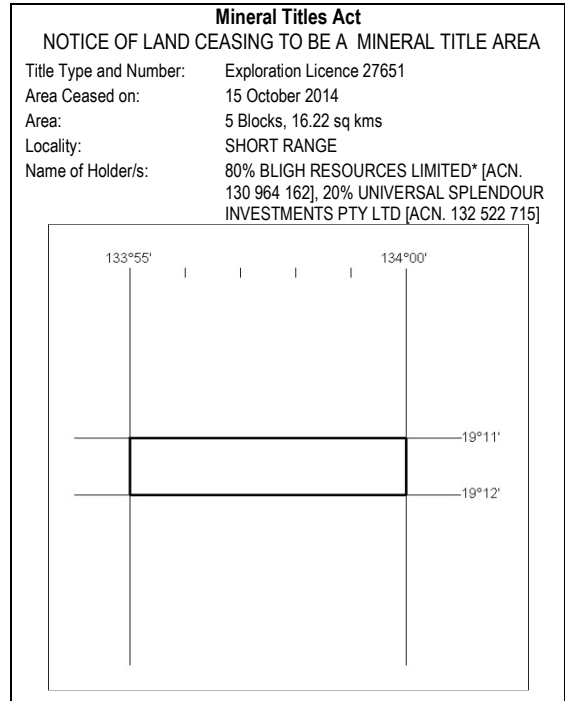 Mineral Titles Act
NOTICE OF LAND CEASING TO BE A MINERAL TITLE AREA
Title Type and Number: Exploration Licence 27651
Area Ceased on: 15 October 2014
Area: 5 Blocks, 16.22 sq kms
Locality: SHORT RANGE
Name of Holder/s: 80% BLIGH RESOURCES LIMITED* [ACN.
130 964 162], 20% UNIVERSAL SPLENDOUR
INVESTMENTS PTY LTD [ACN. 132 522 715]
133°55' 134°00'
19°11'
19°12'